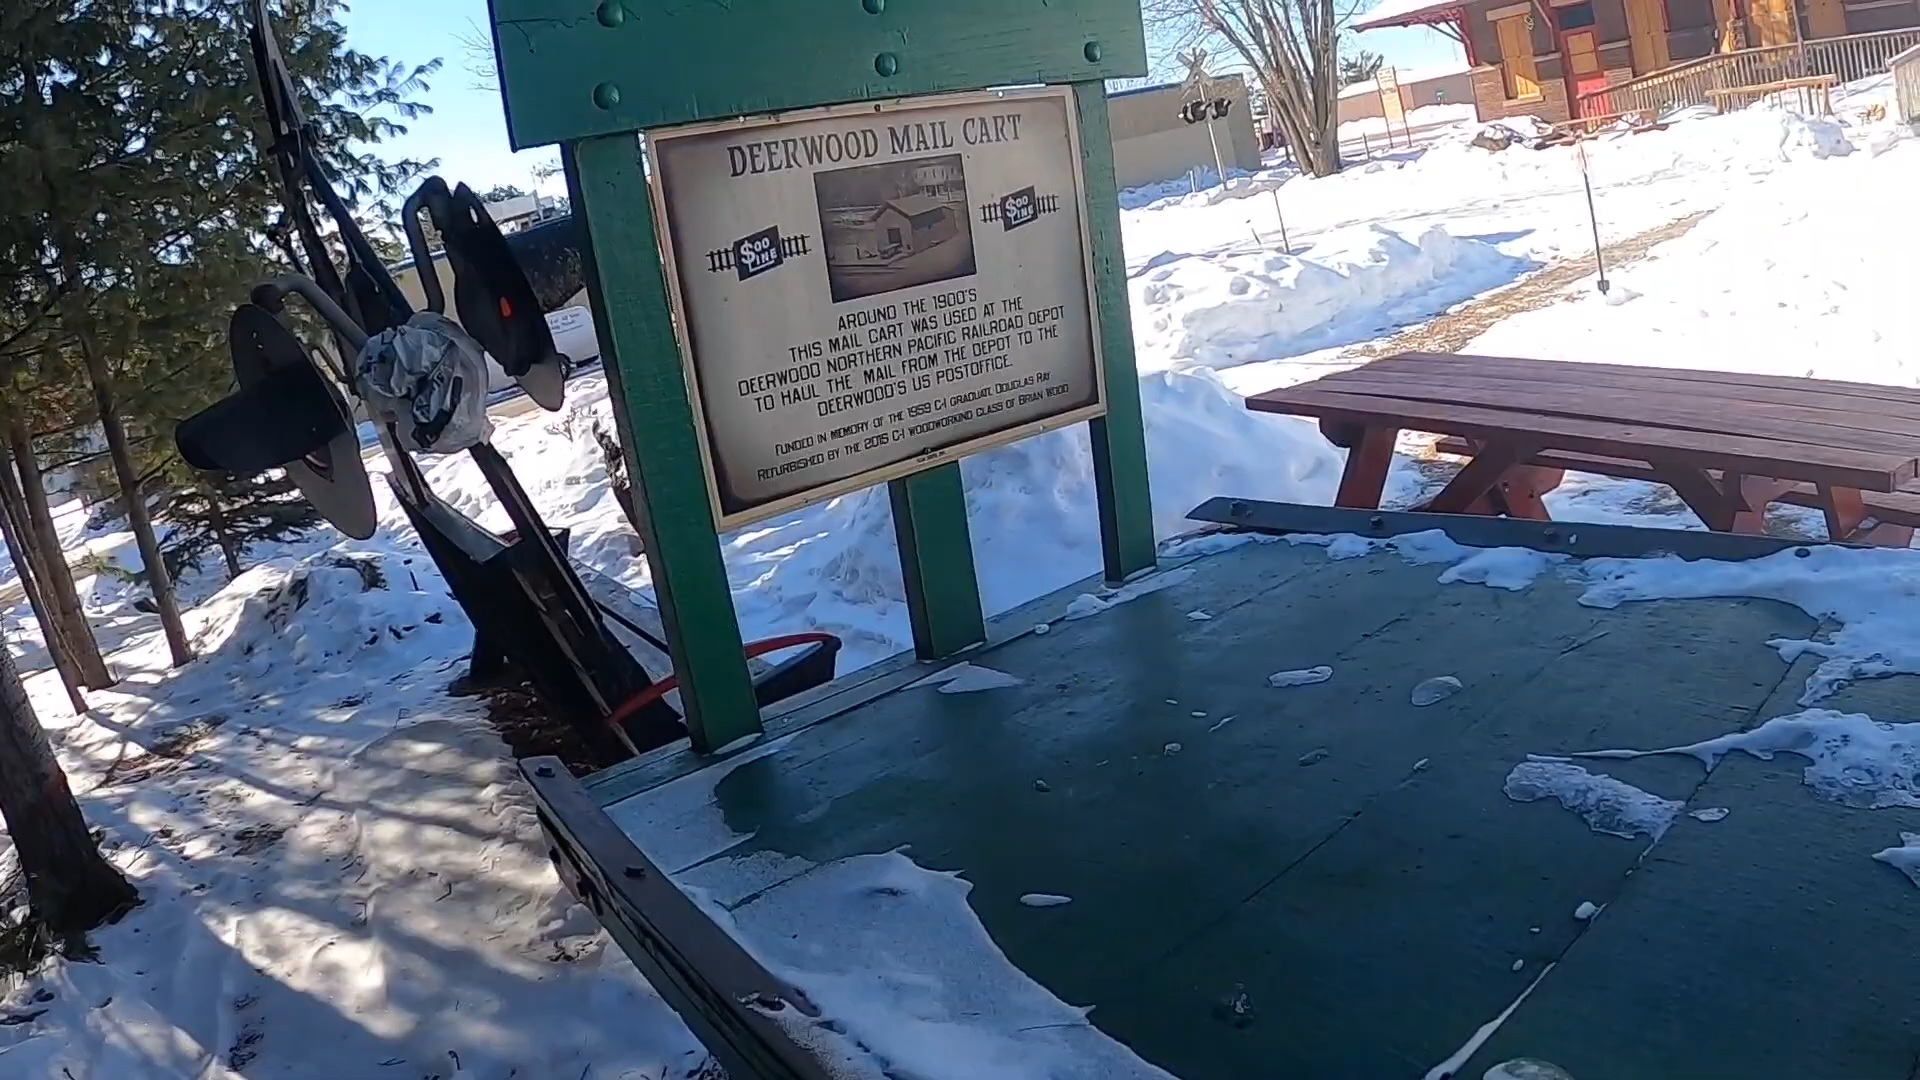 DEERWOOD MAIL CART
$OO LINE
$OO LINE
AROUND THE 1900'S
THIS MAIL CART WAS USED AT THE
DEERWOOD NORTHERN PACIFIC RAILROAD DEPOT
TO HAUL THE MAIL FROM THE DEPOT TO THE
DEERWOOD'S US POSTOFFICE.
FUNDED IN MEMORY OF THE 1959 C-I GRADUATE, DOUGLAS RAY
REFURBISHED BY THE 2015 C-I WOODWORKING CLASS OF BRIAN WOOD